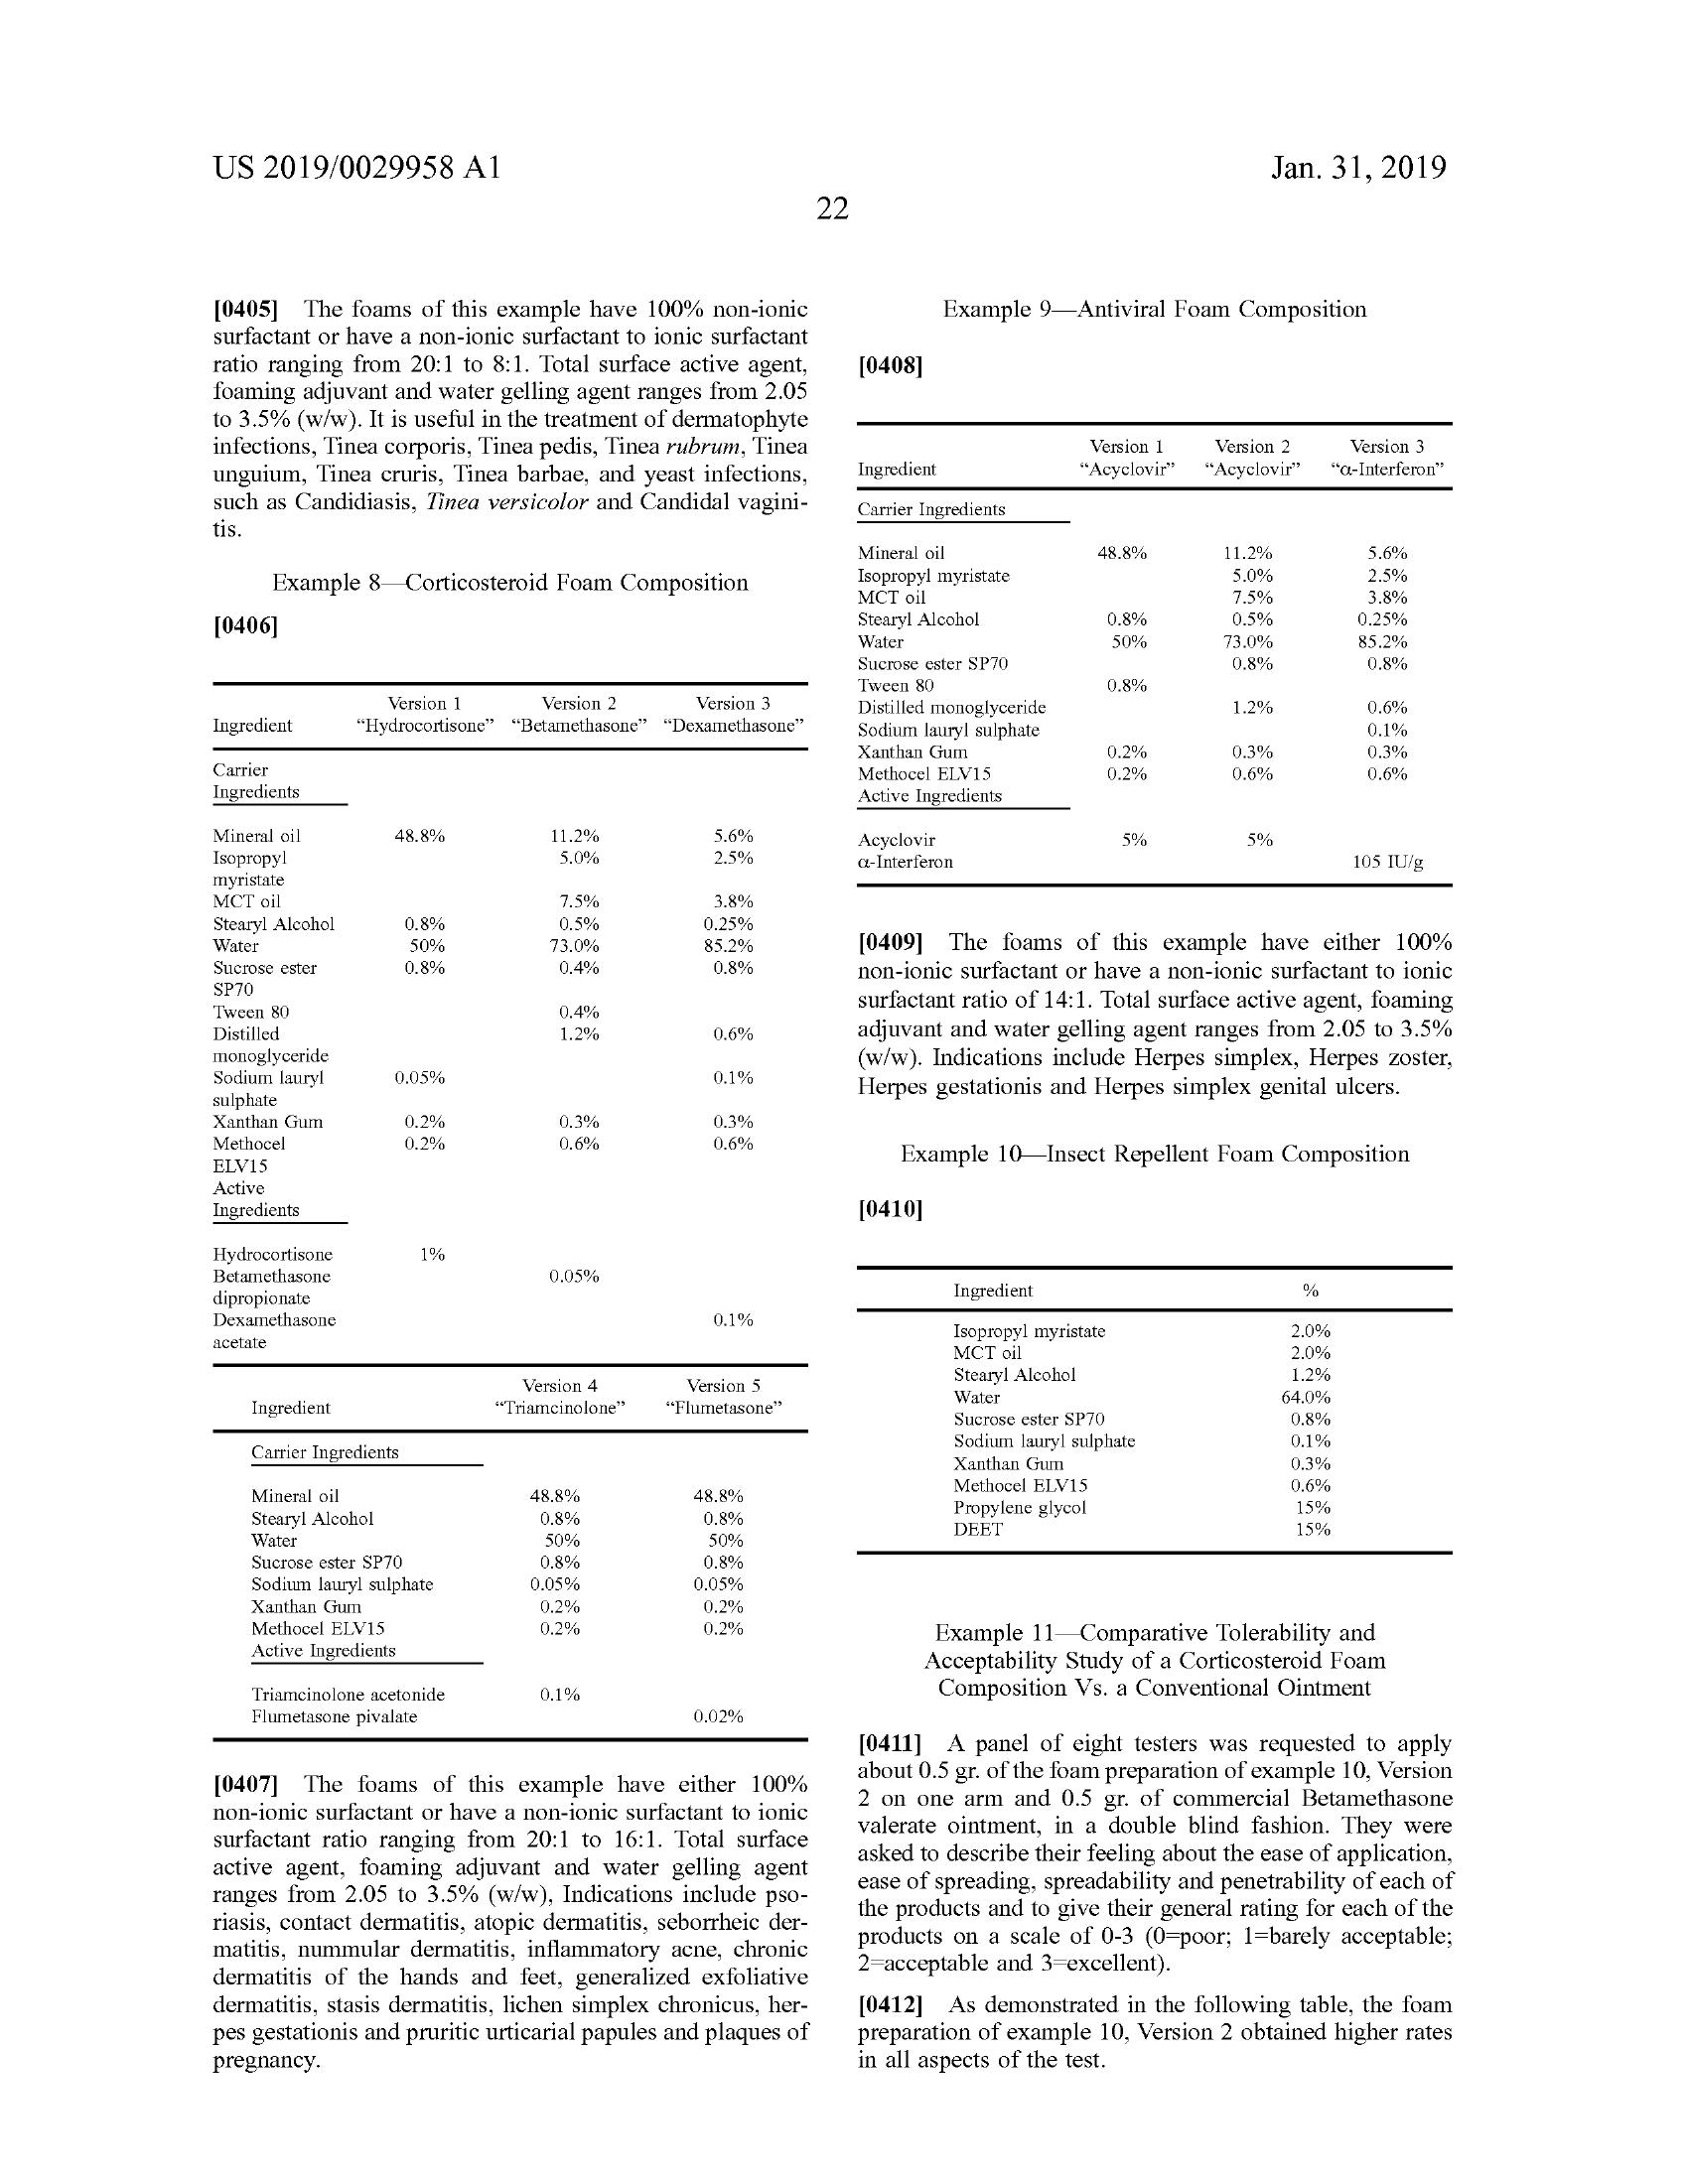 US 2019/0029958 A1
Jan. 31, 2019
22
[0405] The foams of this example have 100% non-ionic
surfactant or have a non-ionic surfactant to ionic surfactant
ratio ranging from 20:1 to 8:1. Total surface active agent,
foaming adjuvant and water gelling agent ranges from 2.05
to 3.5% (w/w). It is useful in the treatment of dermatophyte
infections, Tinea corporis, Tinea pedis, Tinea rubrum, Tinea
unguium, Tinea cruris, Tinea barbae, and yeast infections,
such as Candidiasis, Tinea versicolor and Candidal vagini-
tis.
Example 8—Corticosteroid Foam Composition
[0406]
Version 1 Version 2 Version 3
Ingredient “Hydrocortisone” “Betamethasone” “Dexamethasone”
Carrier
Ingredients
Mineral oil 48.8% 11.2% 5.6%
Isopropyl 5.0% 2.5%
myristate
MCT oil 7.5% 3.8%
Stearyl Alcohol 0.8% 0.5% 0.25%
Water 50% 73.0% 85.2%
Sucrose ester 0.8% 0.4% 0.8%
SP70
Tween 80 0.4%
Distilled 1.2% 0.6%
monoglyceride
Sodium lauryl 0.05% 0.1%
sulphate
Xanthan Gum 0.2% 0.3% 0.3%
Methocel 0.2% 0.6% 0.6%
ELV15
Active
Ingredients
Hydrocortisone 1%
Betamethasone 0.05%
dipropionate
Dexamethasone 0.1%
acetate
Version 4 Version 5
Ingredient “Triamcinolone” “Flumetasone”
Carrier Ingredients
Mineral oil 48.8% 48.8%
Stearyl Alcohol 0.8% 0.8%
Water 50% 50%
Sucrose ester SP70 0.8% 0.8%
Sodium lauryl sulphate 0.05% 0.05%
Xanthan Gum 0.2% 0.2%
Methocel ELV15 0.2% 0.2%
Active Ingredients
Triamcinolone acetonide 0.1%
Flumetasone pivalate 0.02%
[0407] The foams of this example have either 100%
non-ionic surfactant or have a non-ionic surfactant to ionic
surfactant ratio ranging from 20:1 to 16:1. Total surface
active agent, foaming adjuvant and water gelling agent
ranges from 2.05 to 3.5% (w/w), Indications include pso-
riasis, contact dermatitis, atopic dermatitis, seborrheic der-
matitis, nummular dermatitis, inflammatory acne, chronic
dermatitis of the hands and feet, generalized exfoliative
dermatitis, stasis dermatitis, lichen simplex chronicus, her-
pes gestationis and pruritic urticarial papules and plaques of
pregnancy.
Example 9—Antiviral Foam Composition
[0408]
Version 1 Version 2 Version 3
Ingredient “Acyclovir” “Acyclovir” “α-Interferon”
Carrier Ingredients
Mineral oil 48.8% 11.2% 5.6%
Isopropyl myristate 5.0% 2.5%
MCT oil 7.5% 3.8%
Stearyl Alcohol 0.8% 0.5% 0.25%
Water 50% 73.0% 85.2%
Sucrose ester SP70 0.8% 0.8%
Tween 80 0.8%
Distilled monoglyceride 1.2% 0.6%
Sodium lauryl sulphate 0.1%
Xanthan Gum 0.2% 0.3% 0.3%
Methocel ELV15 0.2% 0.6% 0.6%
Active Ingredients
Acyclovir 5% 5%
α-Interferon 105 IU/g
[0409] The foams of this example have either 100%
non-ionic surfactant or have a non-ionic surfactant to ionic
surfactant ratio of 14:1. Total surface active agent, foaming
adjuvant and water gelling agent ranges from 2.05 to 3.5%
(w/w). Indications include Herpes simplex, Herpes zoster,
Herpes gestationis and Herpes simplex genital ulcers.
Example 10—Insect Repellent Foam Composition
[0410]
Ingredient %
Isopropyl myristate 2.0%
MCT oil 2.0%
Stearyl Alcohol 1.2%
Water 64.0%
Sucrose ester SP70 0.8%
Sodium lauryl sulphate 0.1%
Xanthan Gum 0.3%
Methocel ELV15 0.6%
Propylene glycol 15%
DEET 15%
Example 11—Comparative Tolerability and
Acceptability Study of a Corticosteroid Foam
Composition Vs. a Conventional Ointment
[0411] A panel of eight testers was requested to apply
about 0.5 gr. of the foam preparation of example 10, Version
2 on one arm and 0.5 gr. of commercial Betamethasone
valerate ointment, in a double blind fashion. They were
asked to describe their feeling about the ease of application,
ease of spreading, spreadability and penetrability of each of
the products and to give their general rating for each of the
products on a scale of 0-3 (0=poor; 1=barely acceptable;
2=acceptable and 3=excellent).
[0412] As demonstrated in the following table, the foam
preparation of example 10, Version 2 obtained higher rates
in all aspects of the test.